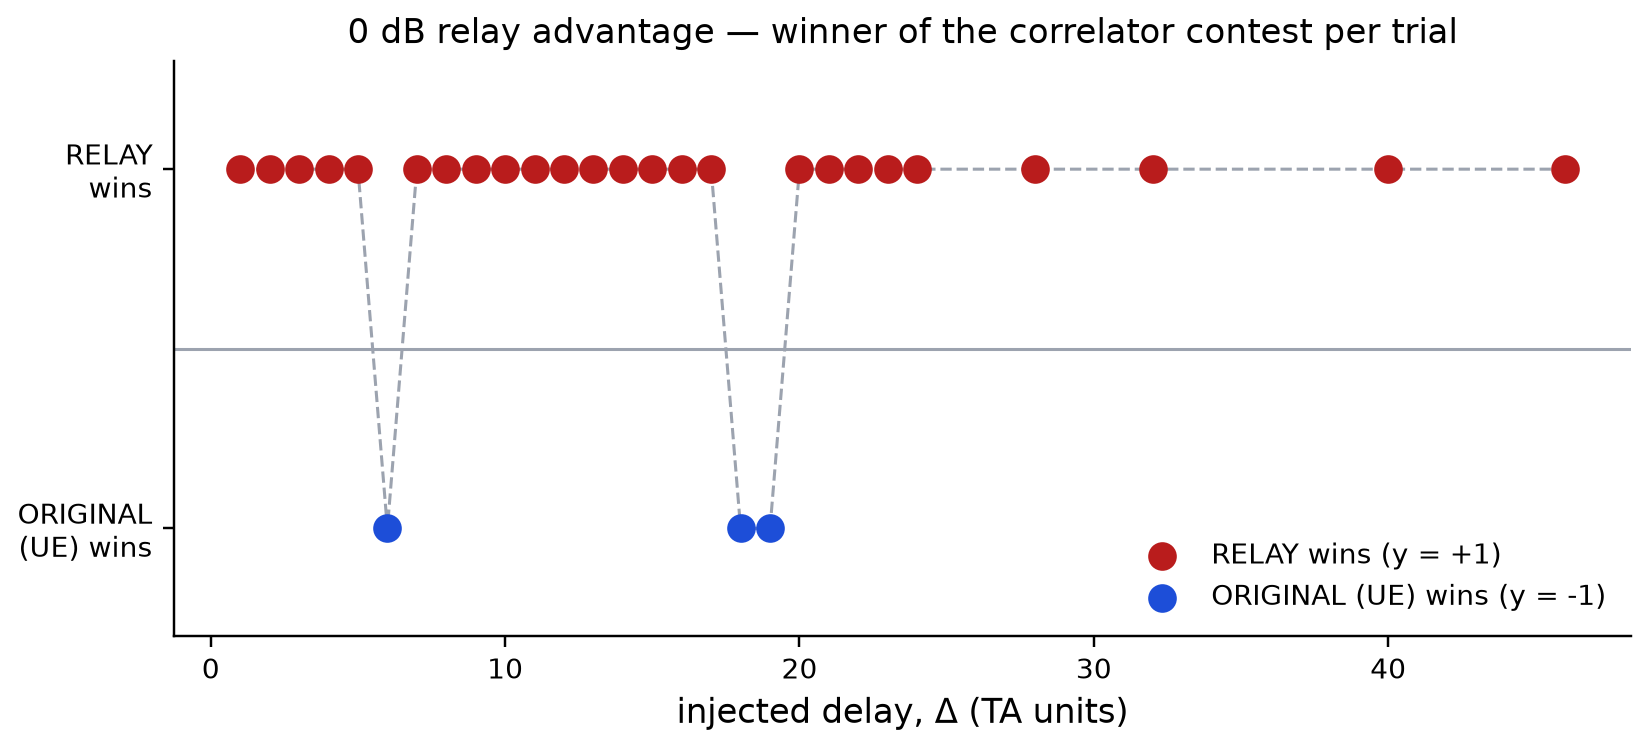 0 dB relay advantage — winner of the correlator contest per trial
RELAY
wins
ORIGINAL
(UE) wins
RELAY wins (y = +1)
ORIGINAL (UE) wins (y = -1)
0
10
20
30
40
injected delay, Δ (TA units)